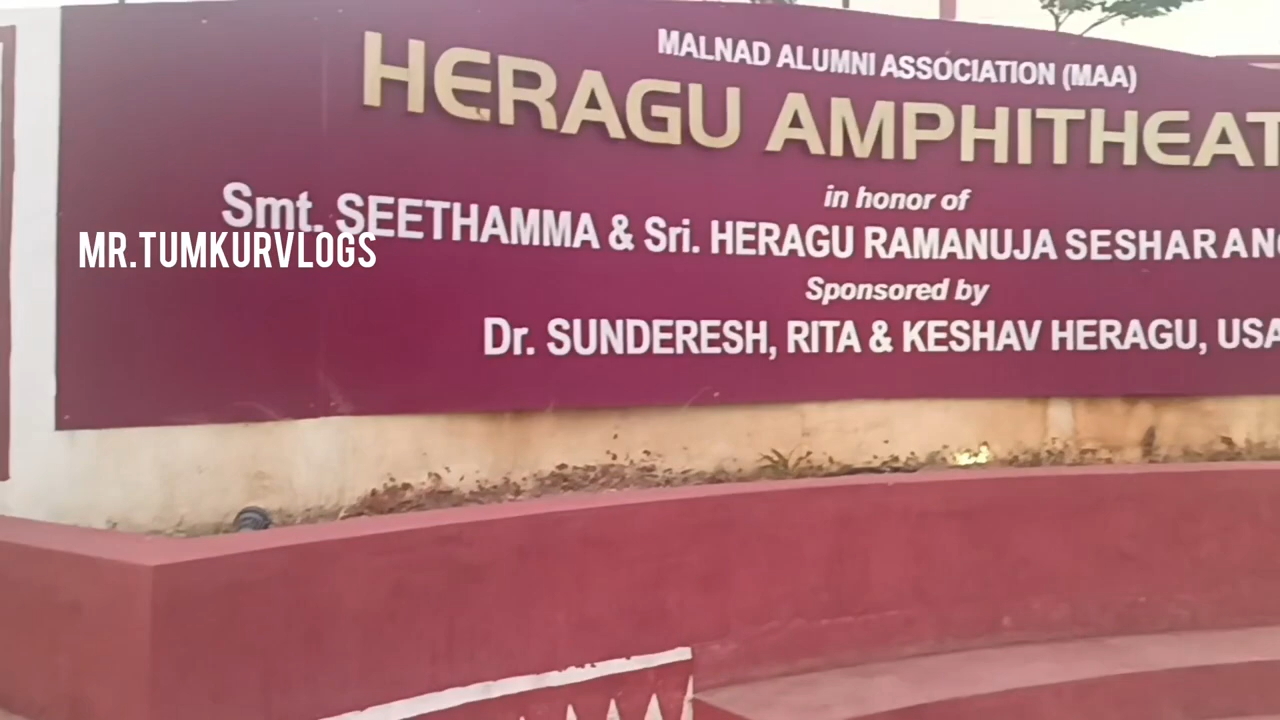 MALNAD ALUMNI ASSOCIATION (MAA)
HERAGU AMPHITHEAT
in honor of
Smt. SEETHAMMA & Sri. HERAGU RAMANUJA SESHARAN
Sponsored by
Dr. SUNDERESH, RITA & KESHAV HERAGU, USA
MR.TUMKURVLOGS